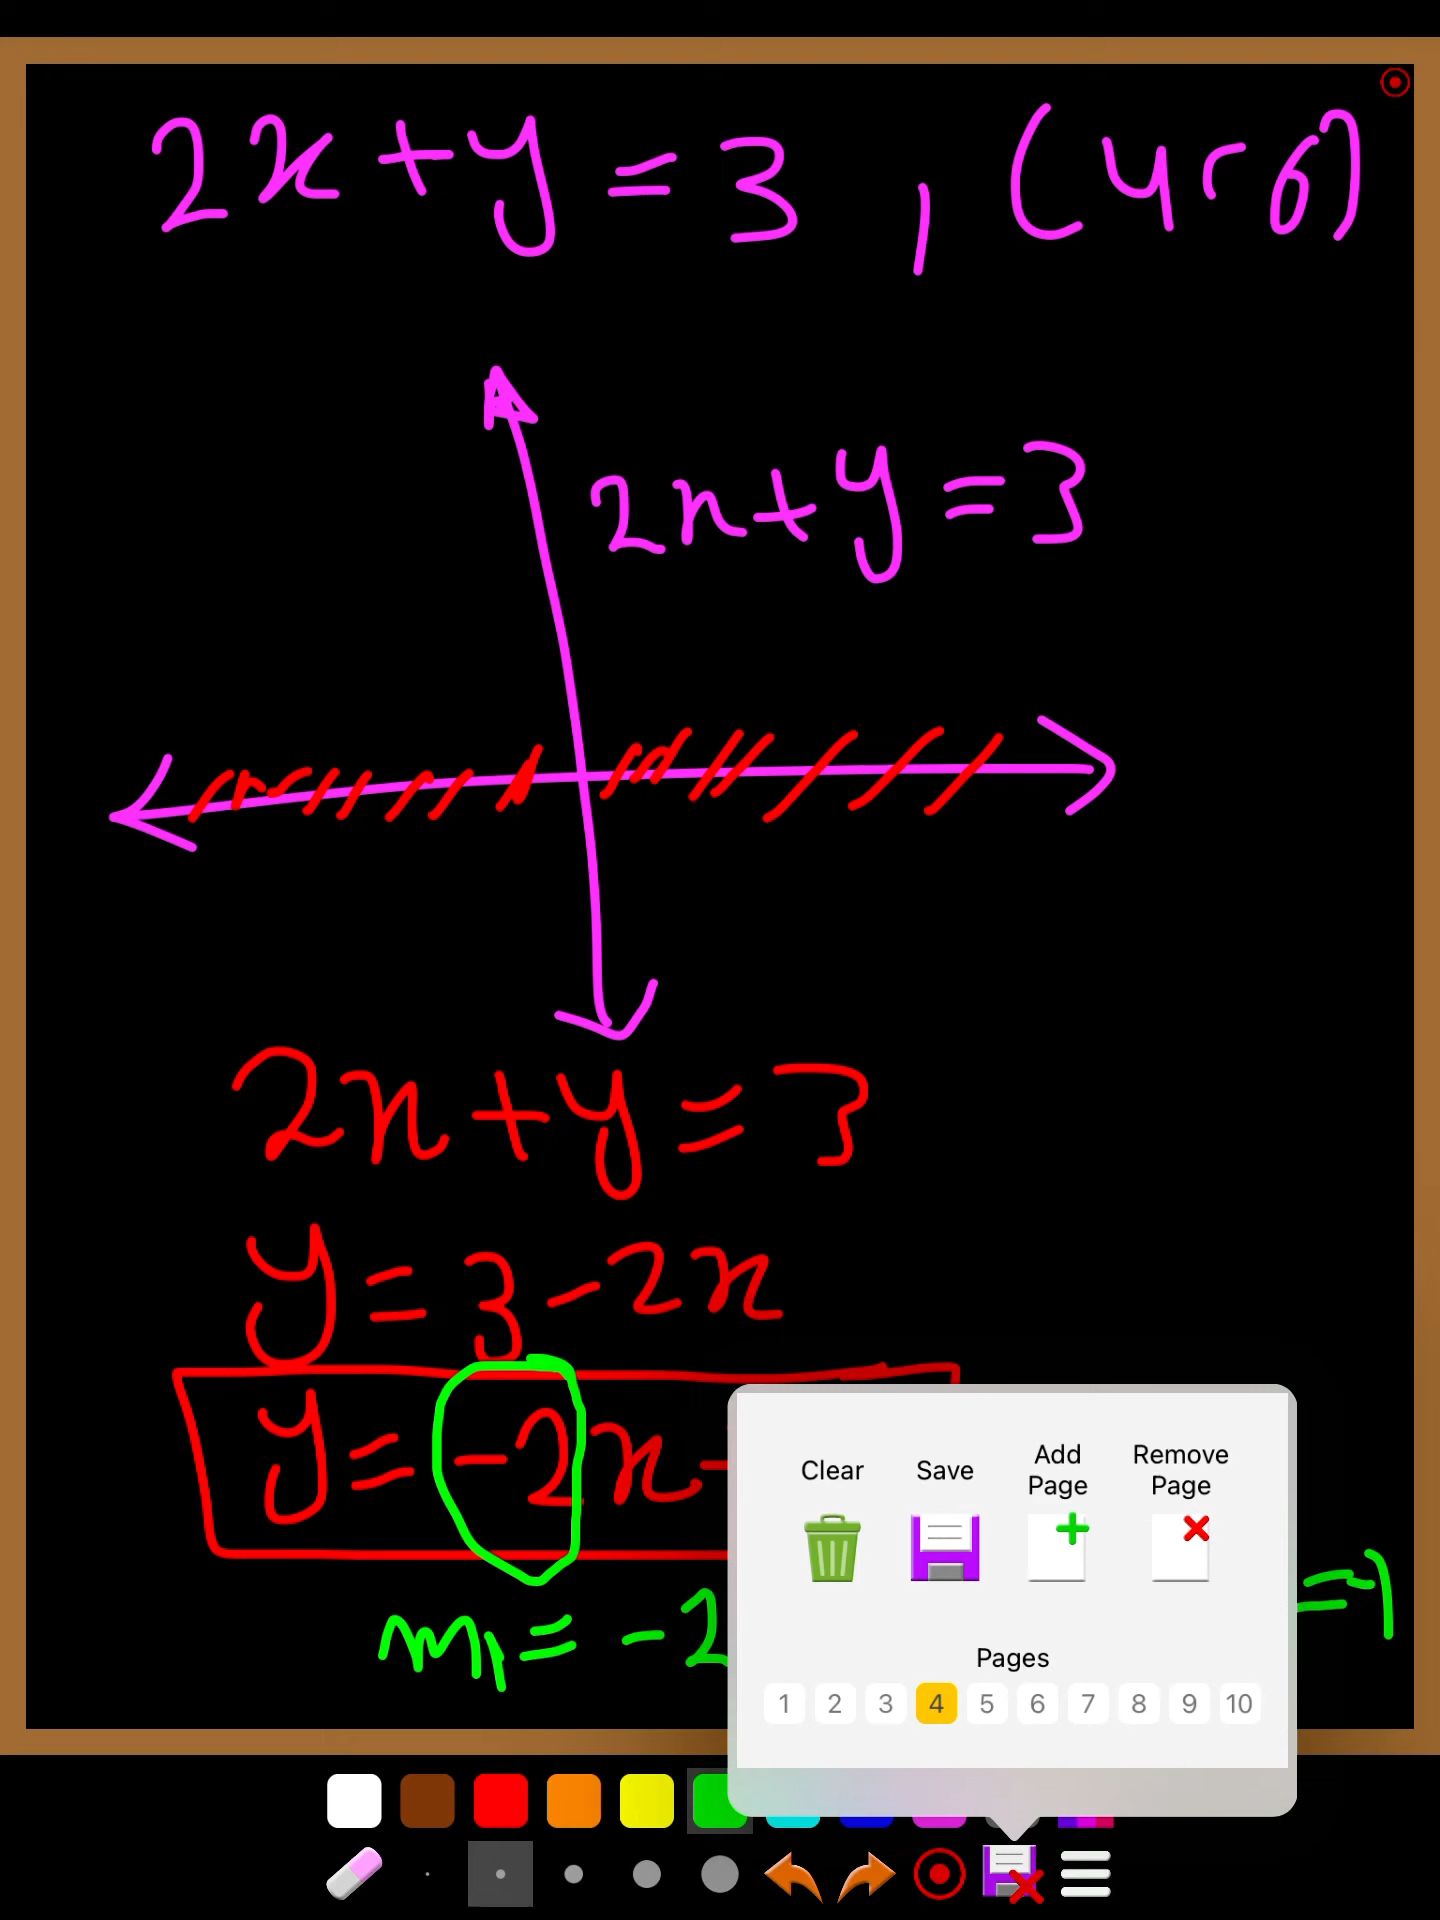 2x+y=3 , (4,6)
2x+y=3
2x+y=3
y=3-2x
y=-2x
m1=-2
=-1
Clear Save Add Page Remove Page
Pages
1 2 3 4 5 6 7 8 9 10